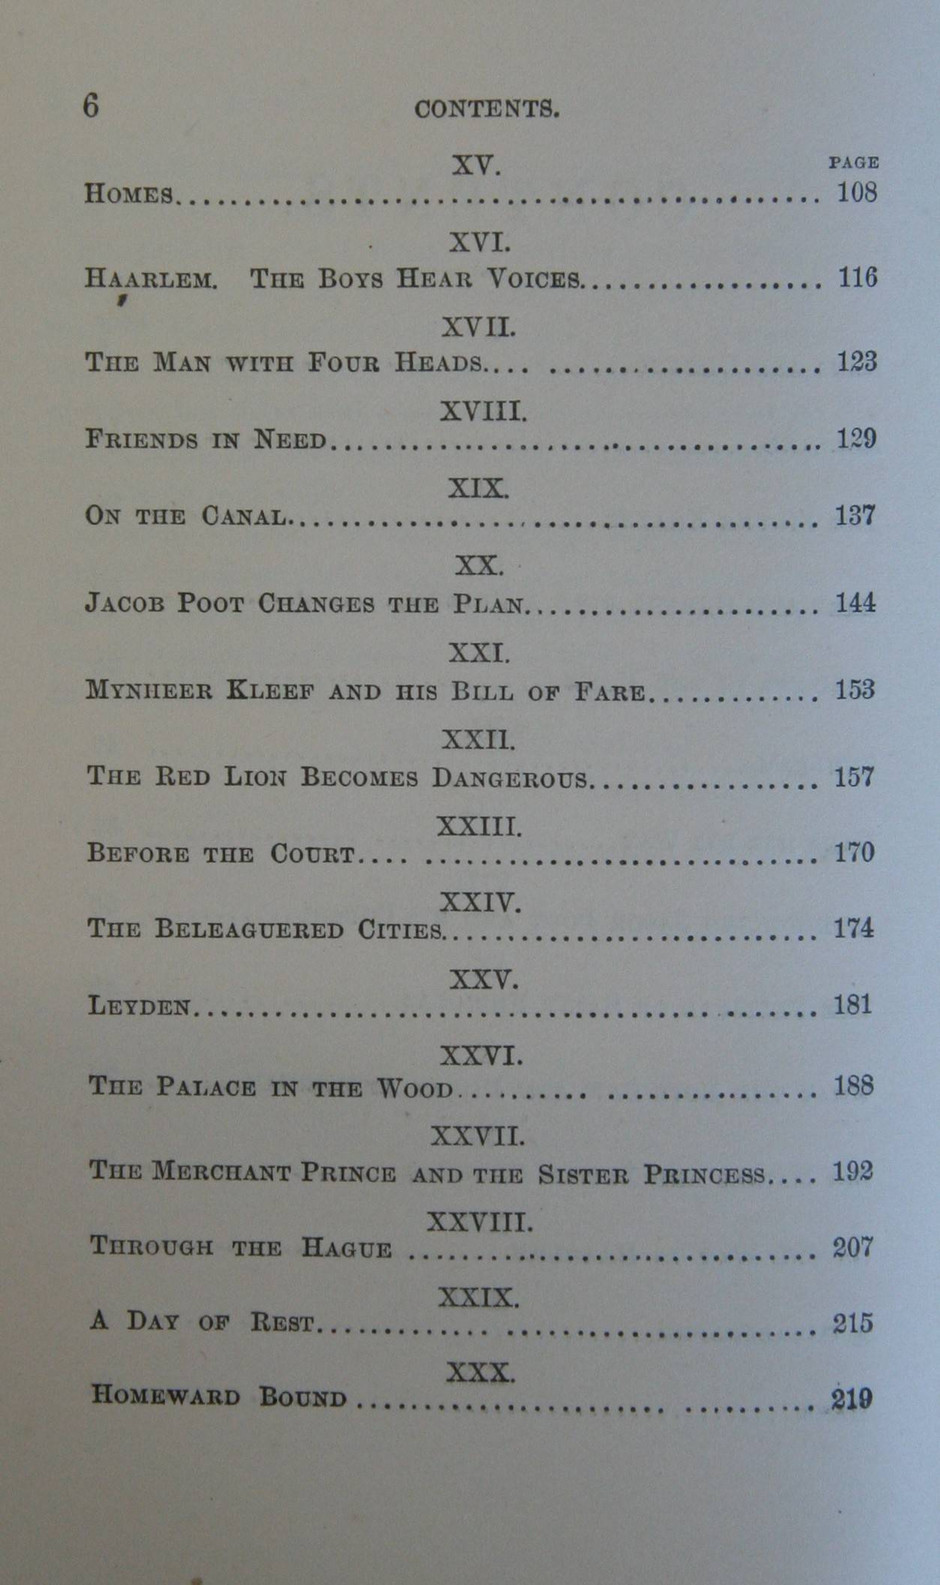 6 CONTENTS.
XV. PAGE
Homes................................................ 108
XVI.
Haarlem. The Boys Hear Voices.................. 116
XVII.
The Man with Four Heads.... .................... 123
XVIII.
Friends in Need..................................... 129
XIX.
On the Canal....................................... 137
XX.
Jacob Poot Changes the Plan...................... 144
XXI.
Mynheer Kleef and his Bill of Fare............. 153
XXII.
The Red Lion Becomes Dangerous................. 157
XXIII.
Before the Court.... ............................. 170
XXIV.
The Beleaguered Cities............................ 174
XXV.
Leyden.............................................. 181
XXVI.
The Palace in the Wood.......... ................ 188
XXVII.
The Merchant Prince and the Sister Princess.... 192
XXVIII.
Through the Hague .............................. 207
XXIX.
A Day of Rest............. ....................... 215
XXX.
Homeward Bound ....................... .......... 219